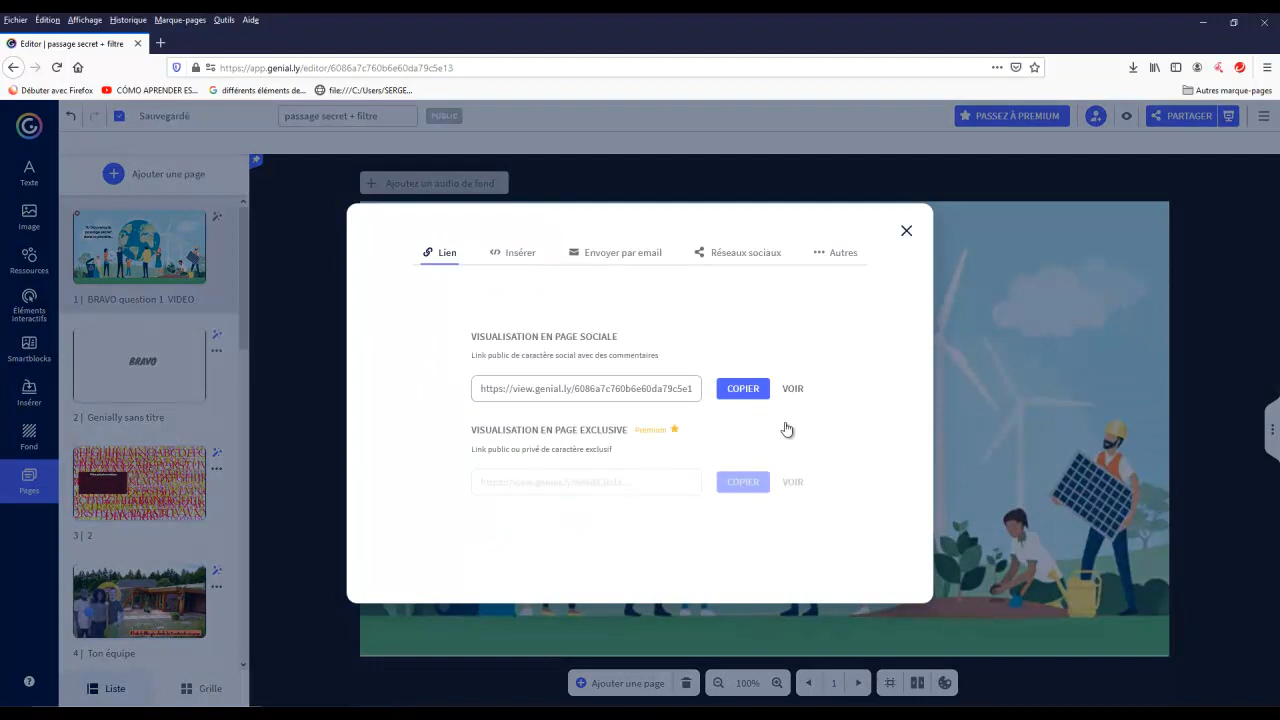 Fichier Édition Affichage Historique Marque-pages Outils Aide
Editor | passage secret + filtre
https://app.genial.ly/editor/6086a7c760b6e60da79c5e13
Débuter avec Firefox CÓMO APRENDER ES... différents éléments de... file:///C:/Users/SERGE... Autres marque-pages
Sauvegardé passage secret + filtre PUBLIC PASSEZ À PREMIUM PARTAGER
Texte
Image
Ressources
Éléments
interactifs
Smartblocks
Insérer
Fond
Pages
Ajouter une page
1 | BRAVO question 1 VIDEO
BRAVO
2 | Genially sans titre
3 | 2
4 | Ton équipe
Liste Grille
Ajoutez un audio de fond
Lien Insérer Envoyer par email Réseaux sociaux Autres
VISUALISATION EN PAGE SOCIALE
Link public de caractère social avec des commentaires
https://view.genial.ly/6086a7c760b6e60da79c5e1 COPIER VOIR
VISUALISATION EN PAGE EXCLUSIVE Premium
Link public ou privé de caractère exclusif
COPIER VOIR
Ajouter une page 100% 1